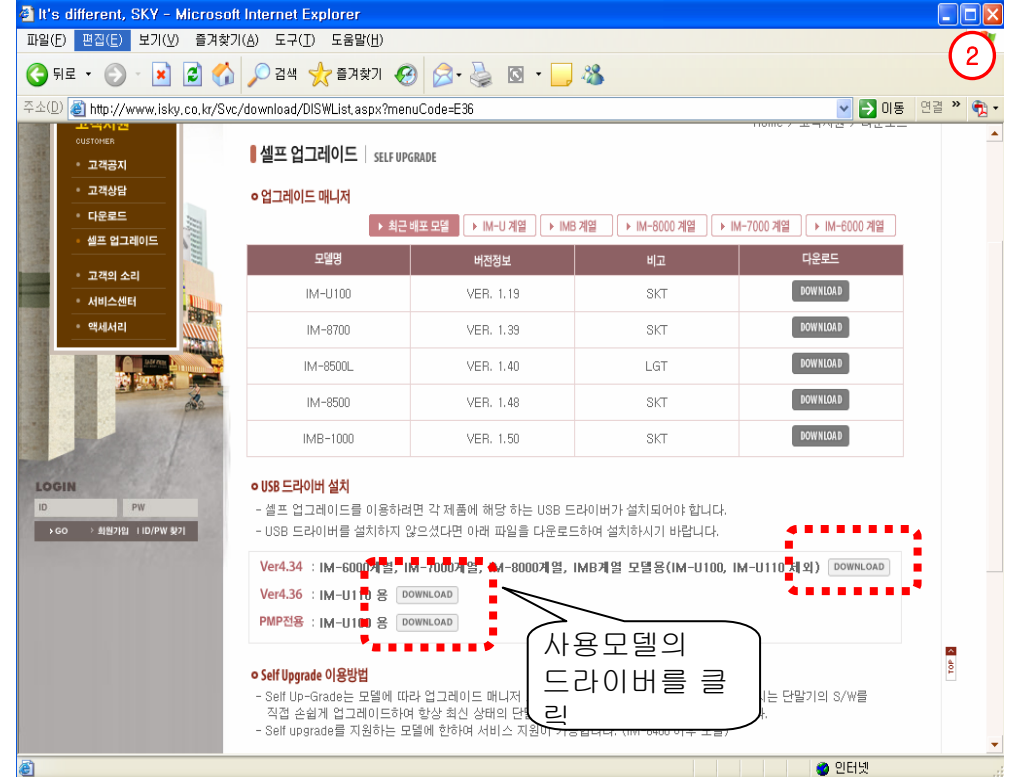 It's different, SKY - Microsoft Internet Explorer
파일(F) 편집(E) 보기(V) 즐겨찾기(A) 도구(T) 도움말(H)
2
뒤로 검색 즐겨찾기
주소(D) http://www.isky.co.kr/Svc/download/DISWList.aspx?menuCode=E36 이동 연결 »
고객지원
CUSTOMER
고객공지
고객상담
다운로드
셀프 업그레이드
고객의 소리
서비스센터
액세서리
LOGIN
ID PW
GO 회원가입 ID/PW 찾기
Home > 고객지원 > 다운로드
셀프 업그레이드 | SELF UPGRADE
업그레이드 매니저
최근 배포 모델 IM-U 계열 IMB 계열 IM-8000 계열 IM-7000 계열 IM-6000 계열
모델명 버전정보 비고 다운로드
IM-U100 VER. 1.19 SKT DOWNLOAD
IM-8700 VER. 1.39 SKT DOWNLOAD
IM-8500L VER. 1.40 LGT DOWNLOAD
IM-8500 VER. 1.48 SKT DOWNLOAD
IMB-1000 VER. 1.50 SKT DOWNLOAD
USB 드라이버 설치
- 셀프 업그레이드를 이용하려면 각 제품에 해당 하는 USB 드라이버가 설치되어야 합니다.
- USB 드라이버를 설치하지 않으셨다면 아래 파일을 다운로드하여 설치하시기 바랍니다.
Ver4.34 : IM-6000계열, IM-7000계열, IM-8000계열, IMB계열 모델용(IM-U100, IM-U110 제외) DOWNLOAD
Ver4.36 : IM-U110 용 DOWNLOAD
PMP전용 : IM-U100 용 DOWNLOAD
사용모델의
드라이버를 클
릭
TOP
Self Upgrade 이용방법
- Self Up-Grade는 모델에 따라 업그레이드 매니저 시는 단말기의 S/W를
직접 손쉽게 업그레이드하여 항상 최신 상태의
- Self upgrade를 지원하는 모델에 한하여 서비스 지원이
인터넷